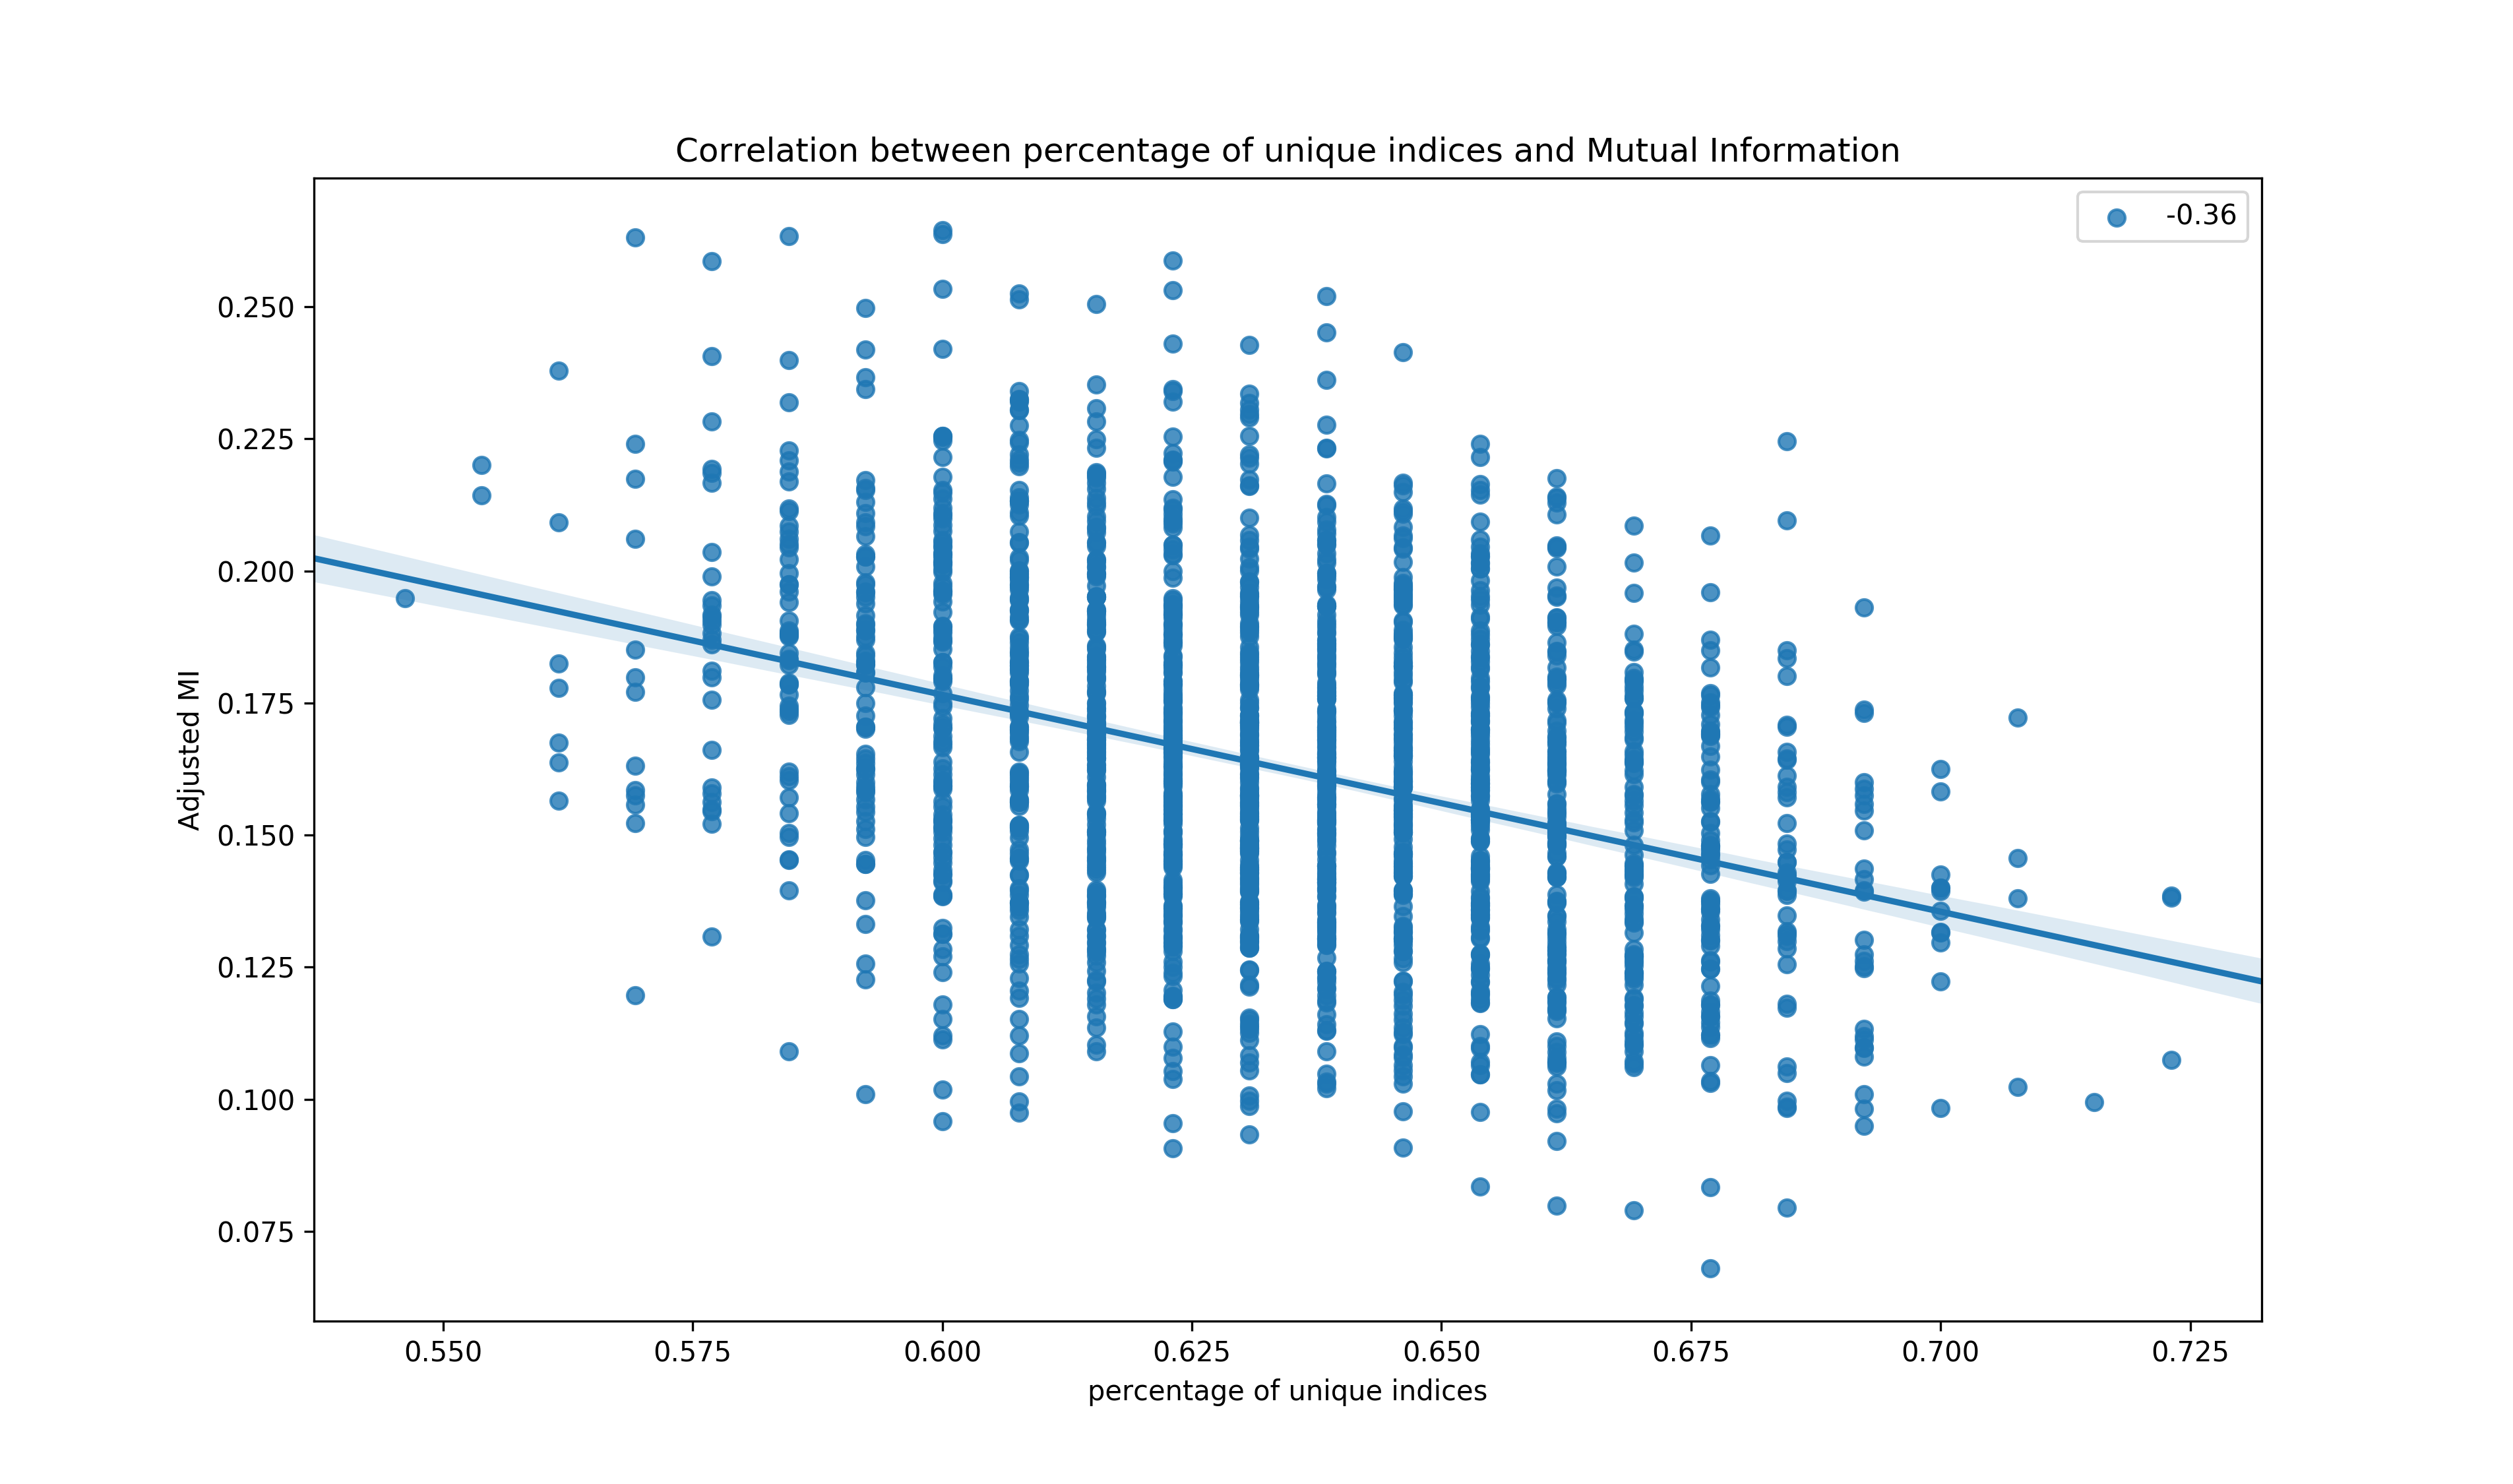 Correlation between percentage of unique indices and Mutual Information
-0.36
0.250
0.225
0.200
0.175
0.150
0.125
0.100
0.075
Adjusted MI
0.550 0.575 0.600 0.625 0.650 0.675 0.700 0.725
percentage of unique indices